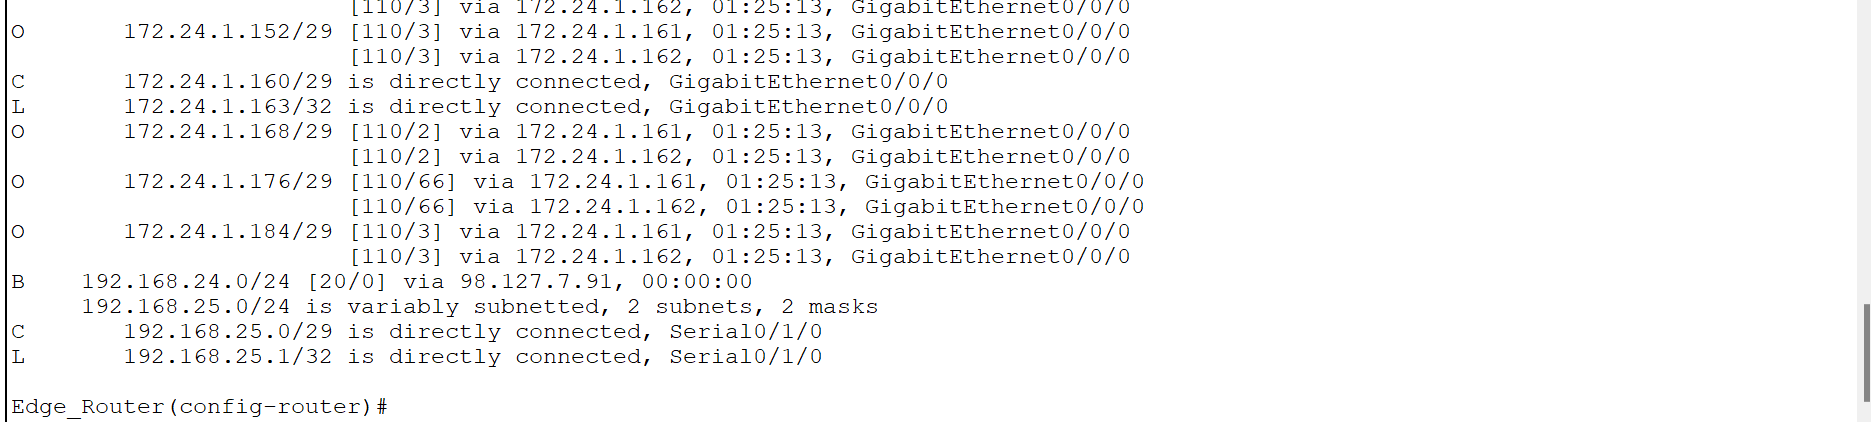 [110/3] via 172.24.1.162, 01:25:13, GigabitEthernet0/0/0
O 172.24.1.152/29 [110/3] via 172.24.1.161, 01:25:13, GigabitEthernet0/0/0
[110/3] via 172.24.1.162, 01:25:13, GigabitEthernet0/0/0
C 172.24.1.160/29 is directly connected, GigabitEthernet0/0/0
L 172.24.1.163/32 is directly connected, GigabitEthernet0/0/0
O 172.24.1.168/29 [110/2] via 172.24.1.161, 01:25:13, GigabitEthernet0/0/0
[110/2] via 172.24.1.162, 01:25:13, GigabitEthernet0/0/0
O 172.24.1.176/29 [110/66] via 172.24.1.161, 01:25:13, GigabitEthernet0/0/0
[110/66] via 172.24.1.162, 01:25:13, GigabitEthernet0/0/0
O 172.24.1.184/29 [110/3] via 172.24.1.161, 01:25:13, GigabitEthernet0/0/0
[110/3] via 172.24.1.162, 01:25:13, GigabitEthernet0/0/0
B 192.168.24.0/24 [20/0] via 98.127.7.91, 00:00:00
192.168.25.0/24 is variably subnetted, 2 subnets, 2 masks
C 192.168.25.0/29 is directly connected, Serial0/1/0
L 192.168.25.1/32 is directly connected, Serial0/1/0
Edge_Router(config-router)#